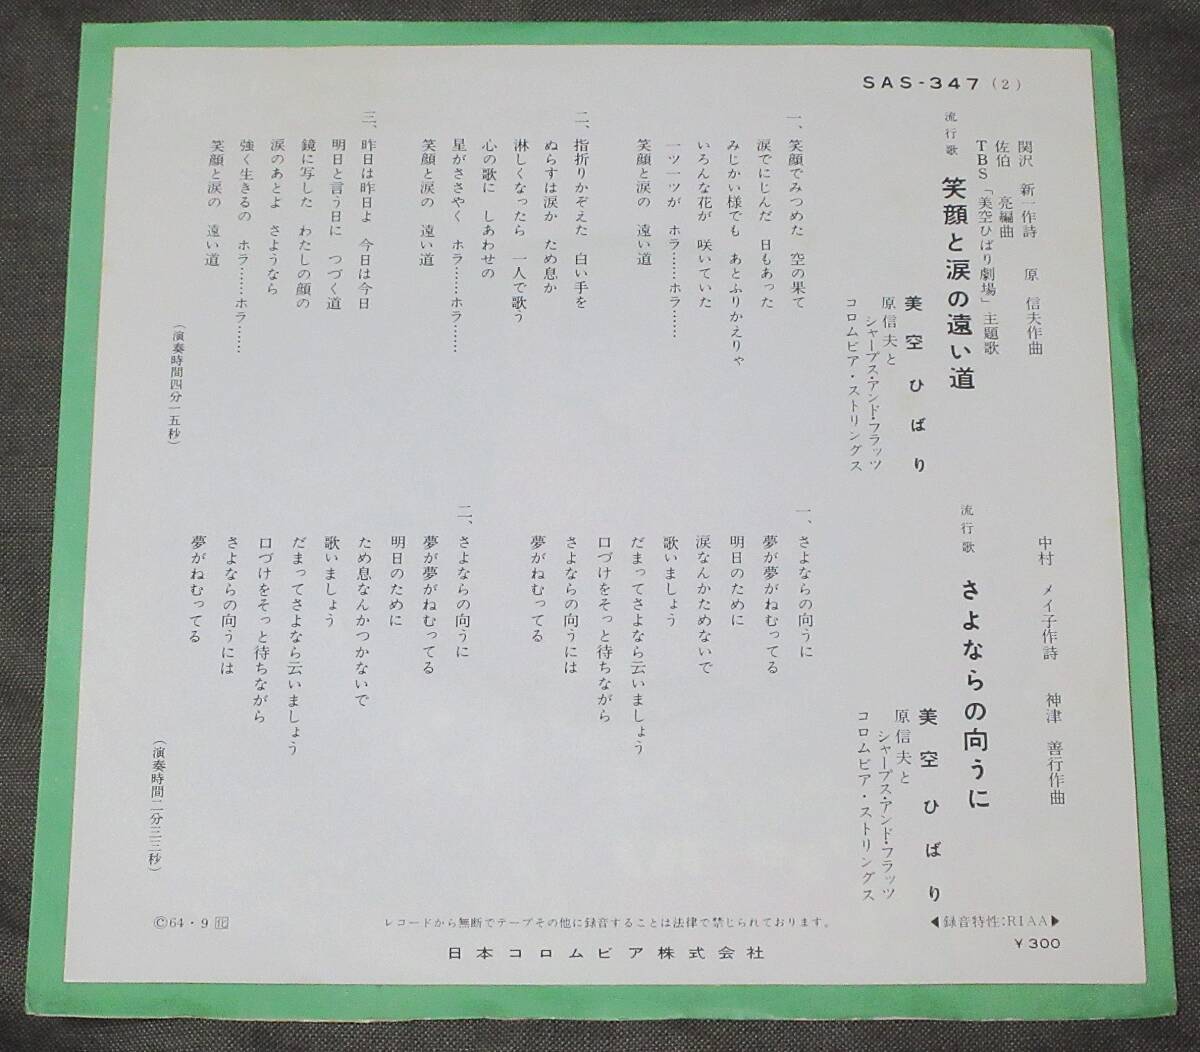 SAS-347(2)
関沢 新一作詩 原 信夫作曲
佐伯 亮編曲
TBS「美空ひばり劇場」主題歌
流行歌 笑顔と涙の遠い道
美空ひばり
原信夫と
シャープス・アンド・フラッツ
コロムビア・ストリングス
一、笑顔でみつめた 空の果て
涙でにじんだ 日もあった
みじかい様でも あとふりかえりゃ
いろんな花が 咲いていた
一ツ一ツが ホラ………ホラ……
笑顔と涙の 遠い道
二、指折りかぞえた 白い手を
ぬらすは涙か ため息か
淋しくなったら 一人で歌う
心の歌に しあわせの
星がささやく ホラ………ホラ……
笑顔と涙の 遠い道
三、昨日は昨日よ 今日は今日
明日と言う日に つづく道
鏡に写した わたしの顔の
涙のあとよ さようなら
強く生きるの ホラ………ホラ……
笑顔と涙の 遠い道
(演奏時間四分一五秒)
中村 メイ子作詩 神津 善行作曲
流行歌 さよならの向うに
美空ひばり
原信夫と
シャープス・アンド・フラッツ
コロムビア・ストリングス
一、さよならの向うに
夢が夢がねむってる
明日のために
涙なんかためないで
歌いましょう
だまってさよなら云いましょう
口づけをそっと待ちながら
さよならの向うには
夢がねむってる
二、さよならの向うに
夢が夢がねむってる
明日のために
ため息なんかつかないで
歌いましょう
だまってさよなら云いましょう
口づけをそっと待ちながら
さよならの向うには
夢がねむってる
(演奏時間二分三三秒)
©64・9
レコードから無断でテープその他に録音することは法律で禁じられております。
◀録音特性:RIAA▶
¥300
日本コロムビア株式会社